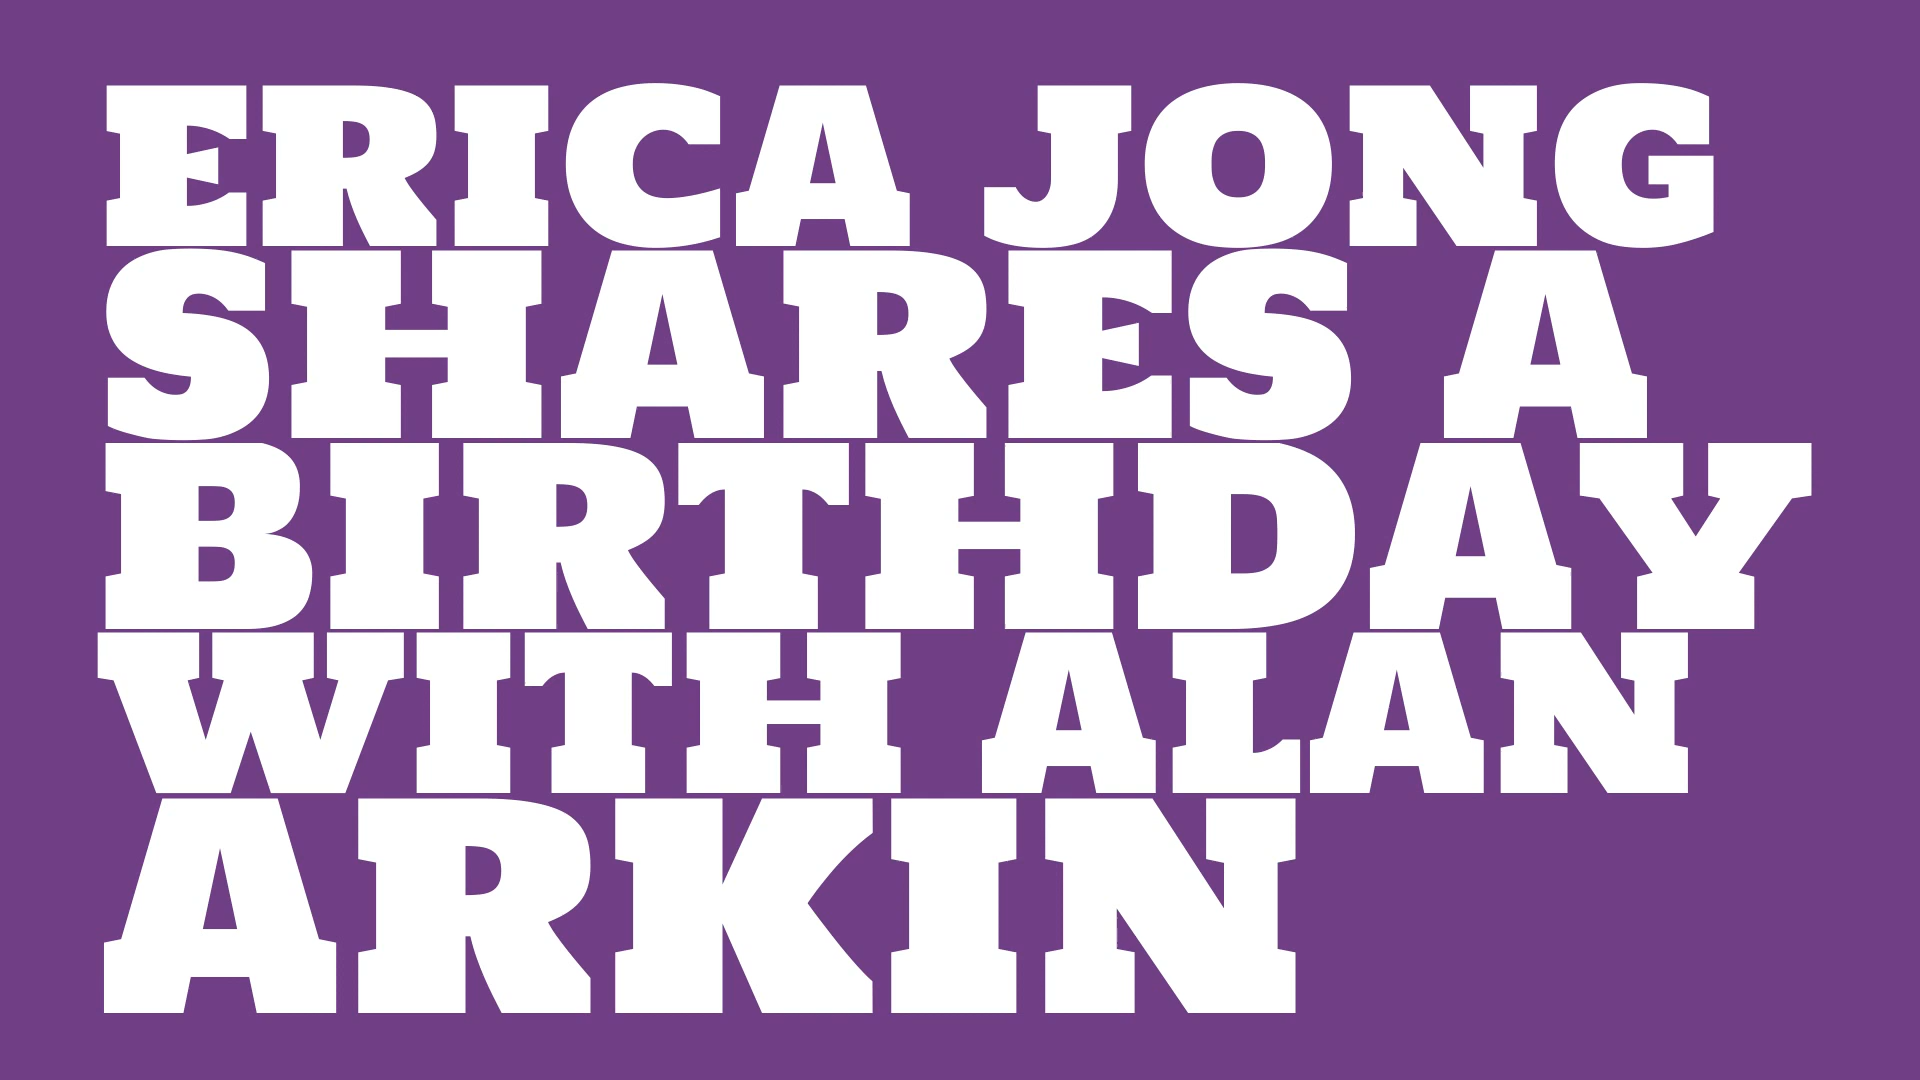 ERICA JONG
SHARES A
BIRTHDAY
WITH ALAN
ARKIN